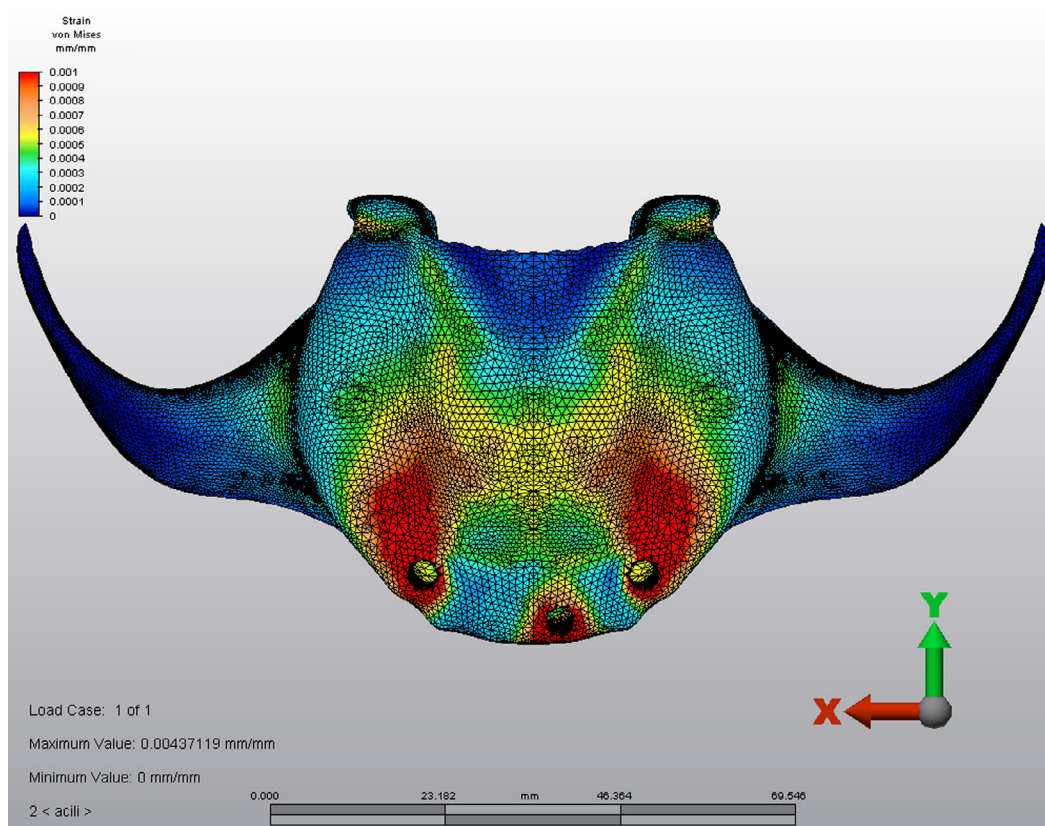 Strain
von Mises
mm/mm
0.001
0.0009
0.0008
0.0007
0.0006
0.0005
0.0004
0.0003
0.0002
0.0001
0
Y
X
Load Case: 1 of 1
Maximum Value: 0.00437119 mm/mm
Minimum Value: 0 mm/mm
2 < acili >
0.000 23.182 mm 46.364 69.546